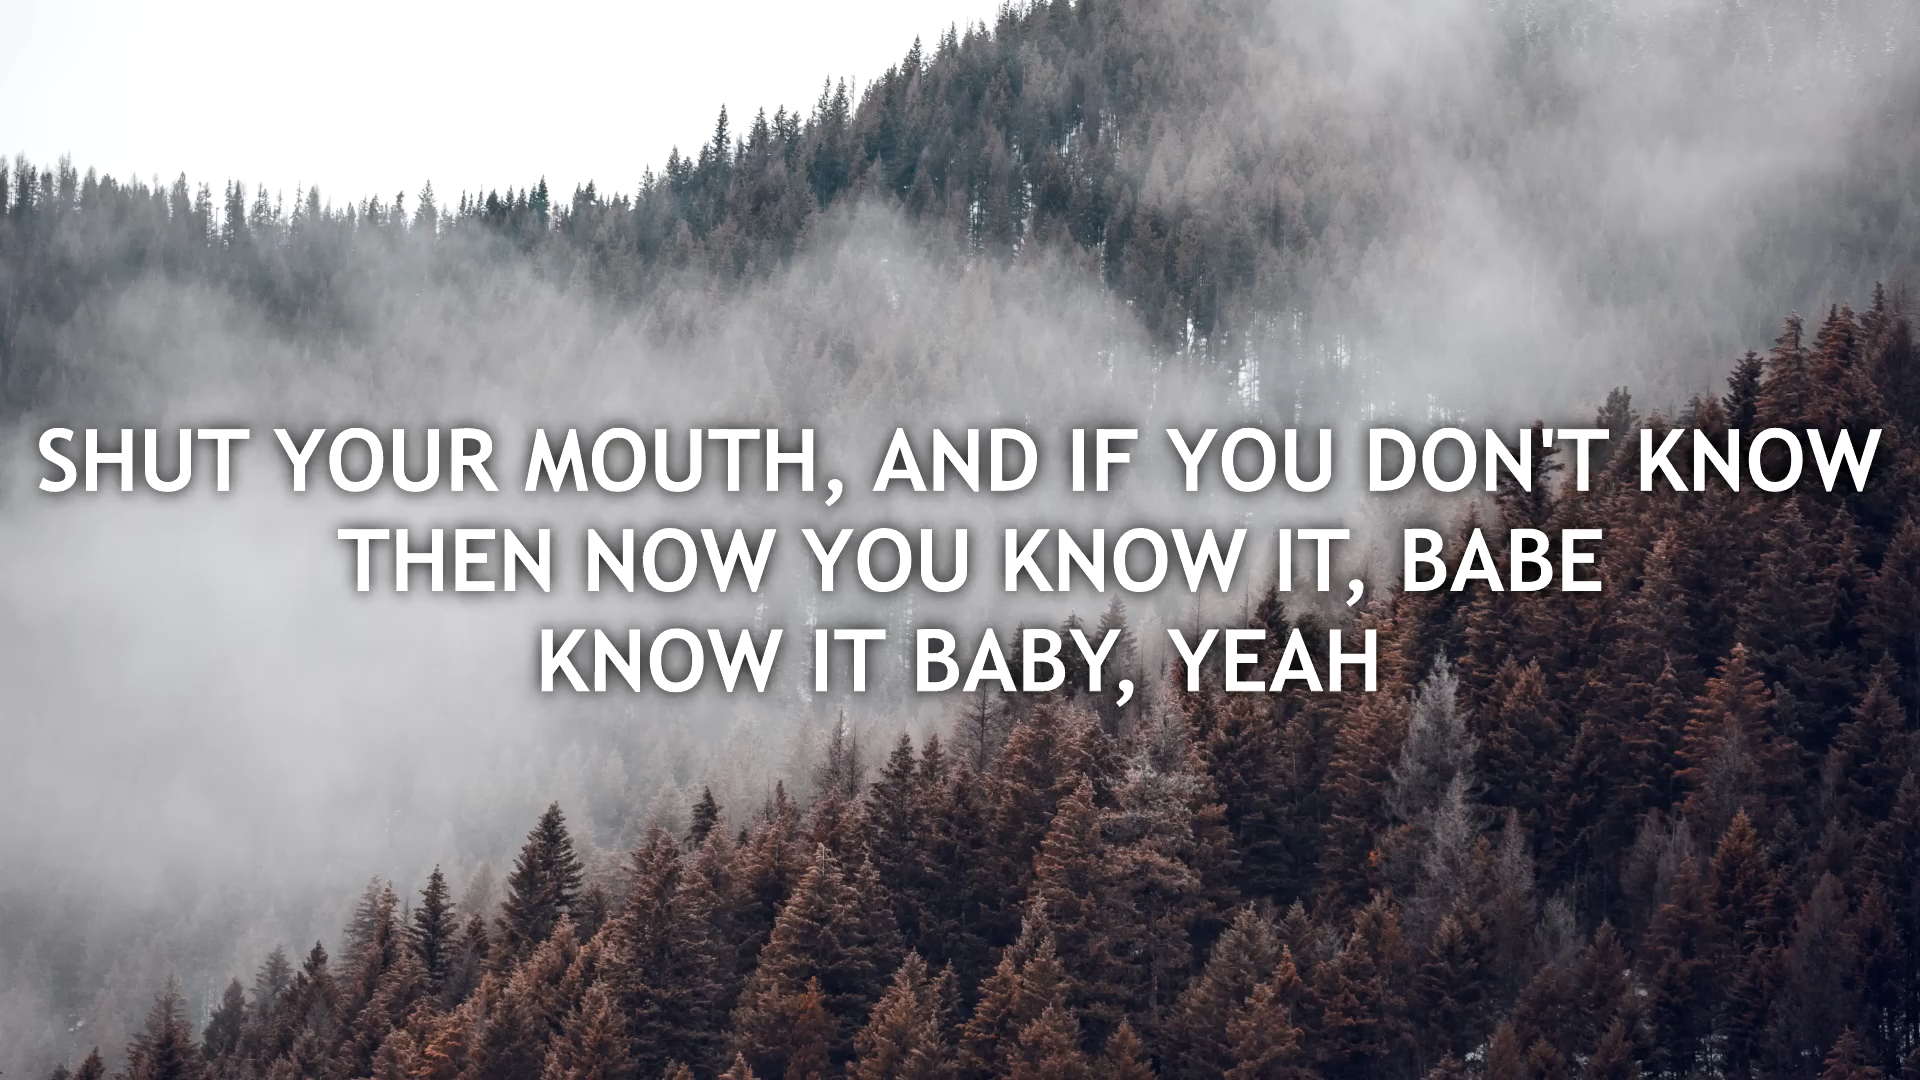 SHUT YOUR MOUTH, AND IF YOU DON'T KNOW
THEN NOW YOU KNOW IT, BABE
KNOW IT BABY, YEAH